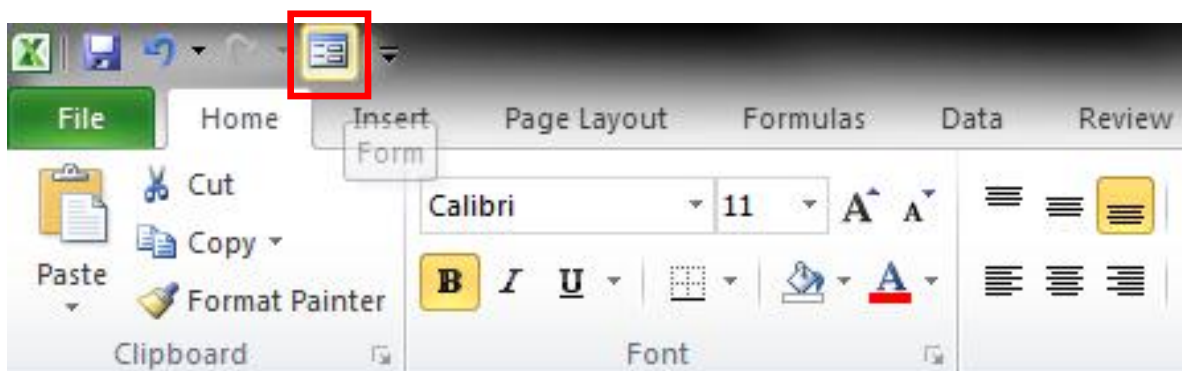 File Home Insert Page Layout Formulas Data Review
Form
Cut
Calibri 11 A A
Copy
Paste
B I U A
Format Painter
Clipboard Font